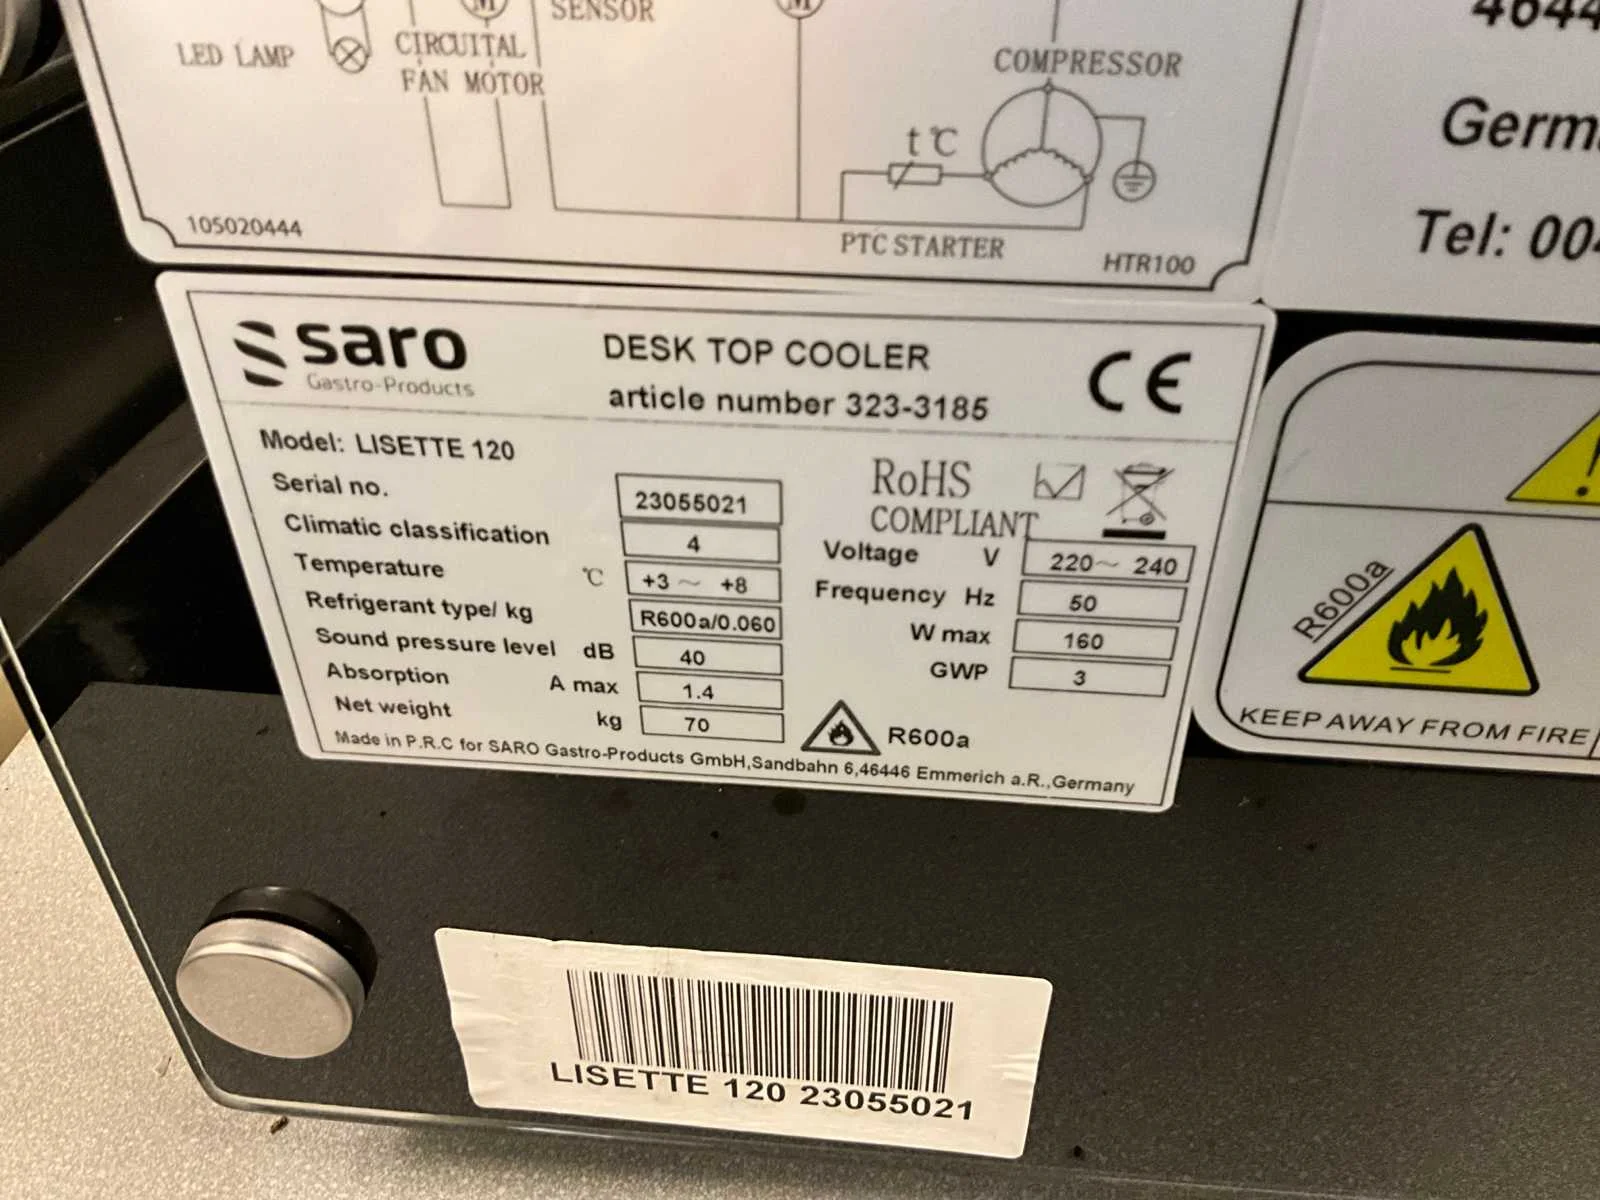 SENSOR
LED LAMP
CIRCUITAL
FAN MOTOR
M
M
COMPRESSOR
t℃
PTC STARTER
105020444
HTR100
Germ
Tel: 00
saro
Gastro-Products
DESK TOP COOLER
article number 323-3185
CE
Model: LISETTE 120
Serial no. 23055021
Climatic classification 4
Temperature ℃ +3 ~ +8
Refrigerant type/ kg R600a/0.060
Sound pressure level dB 40
Absorption A max 1.4
Net weight kg 70
RoHS
COMPLIANT
Voltage V 220~ 240
Frequency Hz 50
W max 160
GWP 3
R600a
Made in P.R.C for SARO Gastro-Products GmbH,Sandbahn 6,46446 Emmerich a.R.,Germany
R600a
KEEP AWAY FROM FIRE
LISETTE 120 23055021